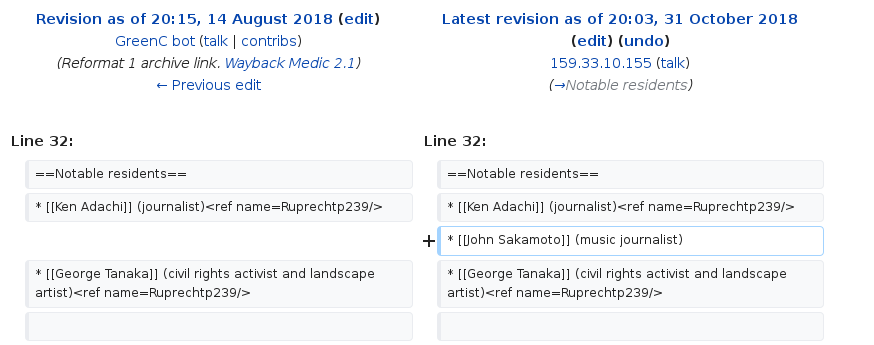 Revision as of 20:15, 14 August 2018 (edit)
GreenC bot (talk | contribs)
(Reformat 1 archive link. Wayback Medic 2.1)
← Previous edit
Latest revision as of 20:03, 31 October 2018
(edit) (undo)
159.33.10.155 (talk)
(→Notable residents)
Line 32:
Line 32:
==Notable residents==
==Notable residents==
* [[Ken Adachi]] (journalist)<ref name=Ruprechtp239/>
* [[Ken Adachi]] (journalist)<ref name=Ruprechtp239/>
+ * [[John Sakamoto]] (music journalist)
* [[George Tanaka]] (civil rights activist and landscape
artist)<ref name=Ruprechtp239/>
* [[George Tanaka]] (civil rights activist and landscape
artist)<ref name=Ruprechtp239/>